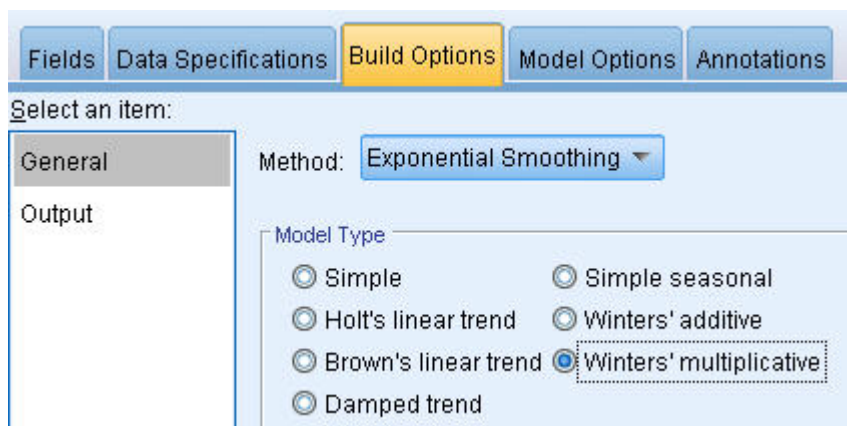 Fields Data Specifications Build Options Model Options Annotations
Select an item:
General
Output
Method: Exponential Smoothing
Model Type
Simple
Simple seasonal
Holt's linear trend
Winters' additive
Brown's linear trend
Winters' multiplicative
Damped trend